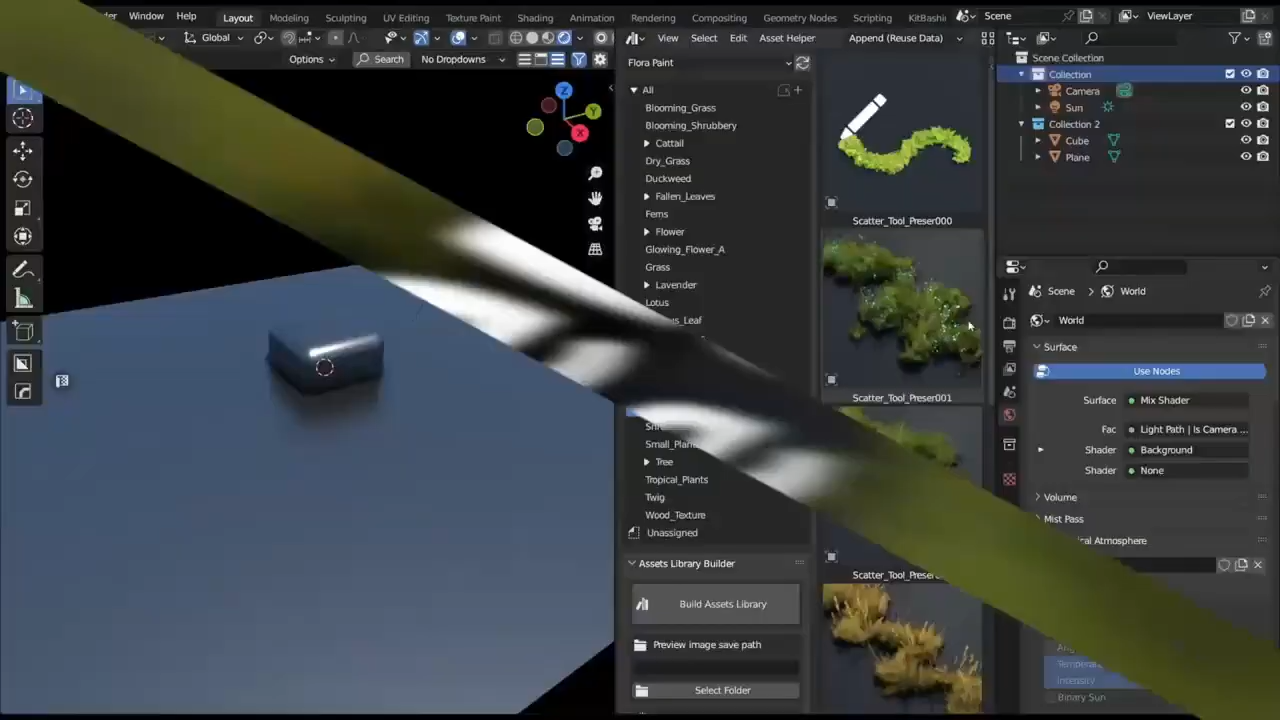 Window Help Layout Modeling Sculpting UV Editing Texture Paint Shading Animation Rendering Compositing Geometry Nodes Scripting Scene ViewLayer
Global View Select Edit Asset Helper Append (Reuse Data)
Options Search No Dropdowns
Flora Paint
All
Blooming_Grass
Blooming_Shrubbery
Cattail
Dry_Grass
Duckweed
Fallen_Leaves
Ferns
Flower
Glowing_Flower_A
Grass
Lavender
Lotus
Tree
Tropical_Plants
Twig
Wood_Texture
Unassigned
Assets Library Builder
Build Assets Library
Preview image save path
Select Folder
Scatter_Tool_Preser000
Scatter_Tool_Preser001
Scene Collection
Collection
Camera
Sun
Collection 2
Cube
Plane
Scene World
World
Surface
Use Nodes
Surface Mix Shader
Fac Light Path | Is Camera ...
Shader Background
Shader None
Volume
Mist Pass
Atmosphere
Intensity
Binary Sun
Z
Y
X